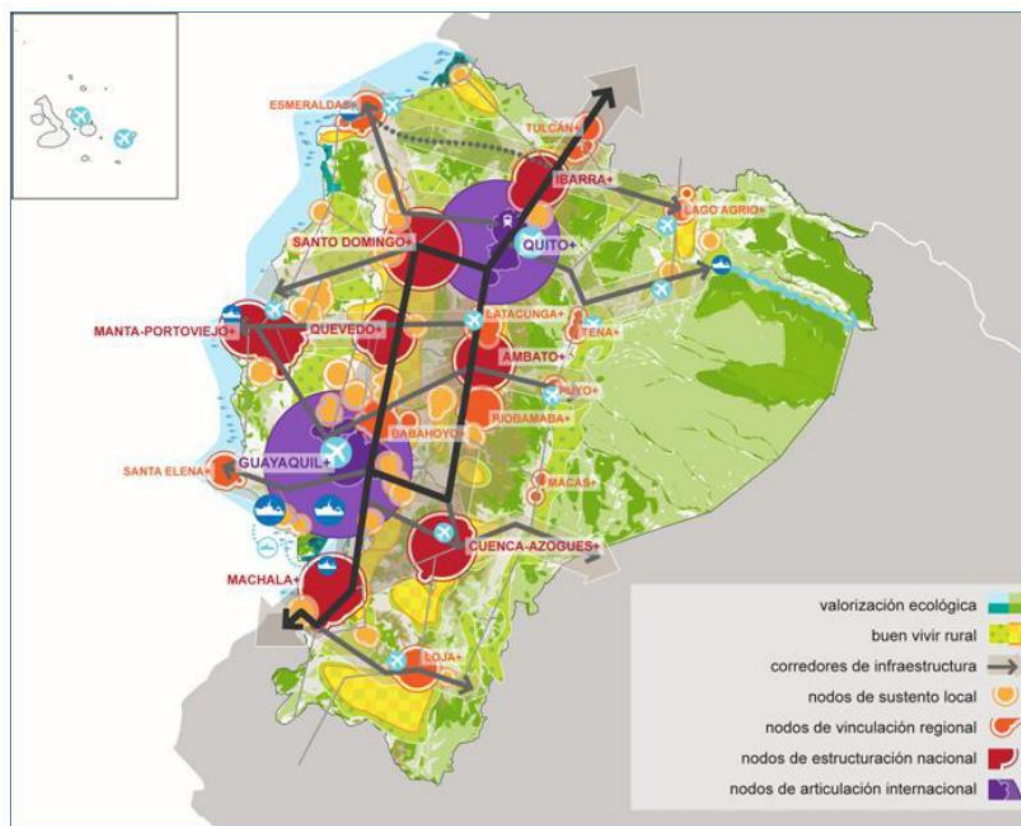 ESMERALDAS+
TULCÁN+
IBARRA+
LAGO AGRIO+
SANTO DOMINGO+
QUITO+
MANTA-PORTOVIEJO+
QUEVEDO+
LATACUNGA+
TENA+
AMBATO+
PUYO+
RIOBAMABA+
BABAHOYO+
GUAYAQUIL+
SANTA ELENA+
MACAS+
CUENCA-AZOGUES+
MACHALA+
LOJA+
valorización ecológica
buen vivir rural
corredores de infraestructura
nodos de sustento local
nodos de vinculación regional
nodos de estructuración nacional
nodos de articulación internacional